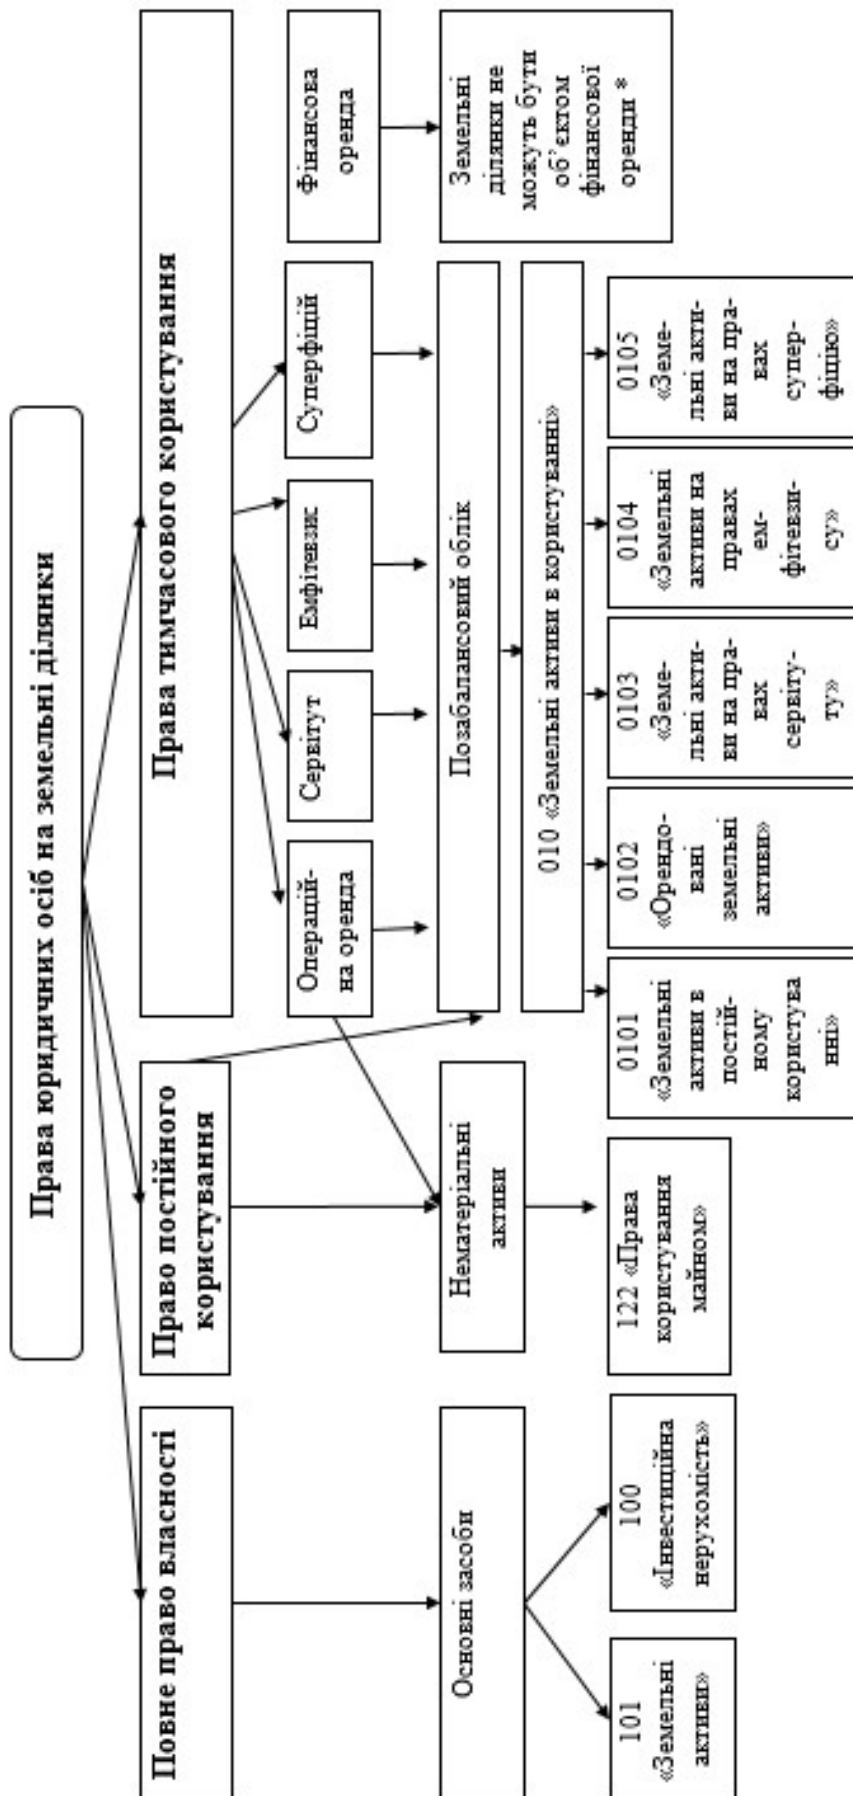 Права юридичних осіб на земельні ділянки
Повне право власності
Право постійного
користування
Права тимчасового користування
Операцій-
на оренда
Сервітут
Емфітевзис
Суперфіцій
Фінансова
оренда
Основні засоби
Нематеріальні
активи
Позабалансовий облік
Земельні
ділянки не
можуть бути
об’єктом
фінансової
оренди *
010 «Земельні активи в користуванні»
101
«Земельні
активи»
100
«Інвестиційна
нерухомість»
122 «Права
користування
майном»
0101
«Земельні
активи в
постій-
ному
користува
нні»
0102
«Орендо-
вані
земельні
активи»
0103
«Земе-
льні акти-
ви на пра-
вах
сервіту-
ту»
0104
«Земельні
активи на
правах
ем-
фітевзи-
су»
0105
«Земе-
льні акти-
ви на пра-
вах
супер-
фіцію»